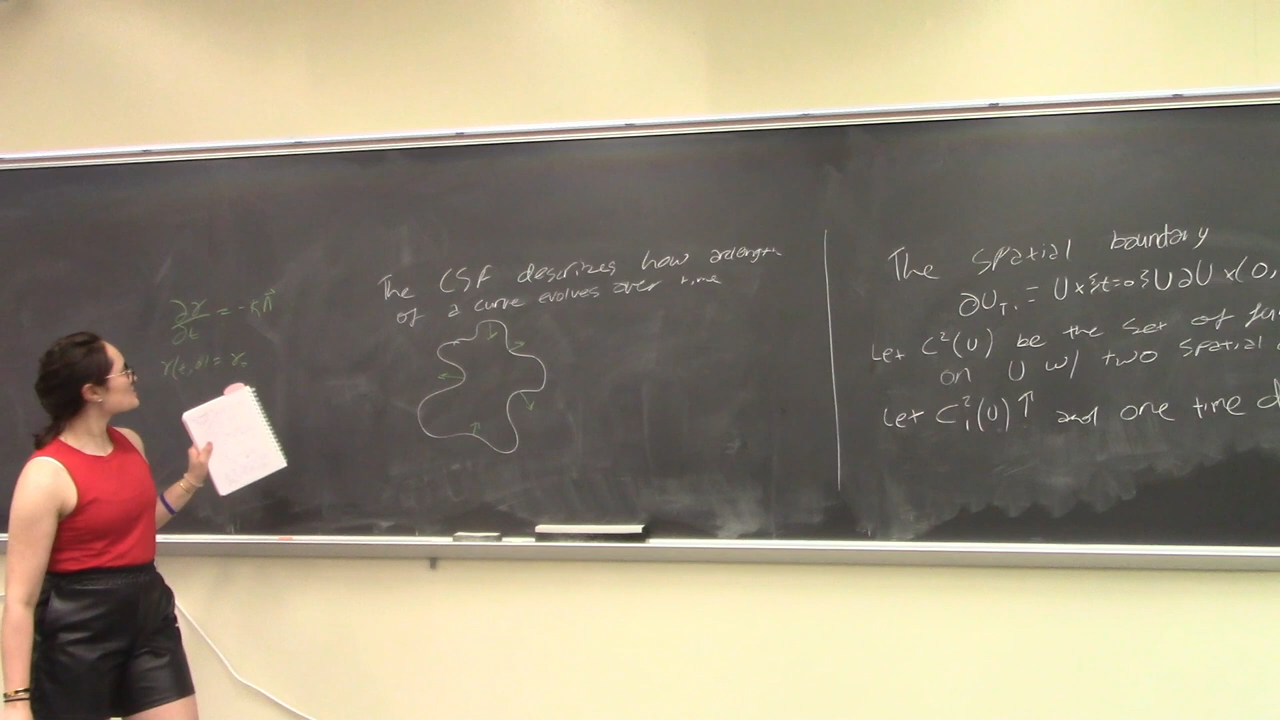 ∂γ/∂t = -κn⃗
γ(t,0) = γ₀
The CSF describes how arclength
of a curve evolves over time
The spatial boundary
∂U_T := U×{t=0}∪∂U×(0,
Let C²(U) be the set of
on U w/ two spatial
Let C²₁(U) ↑ and one time